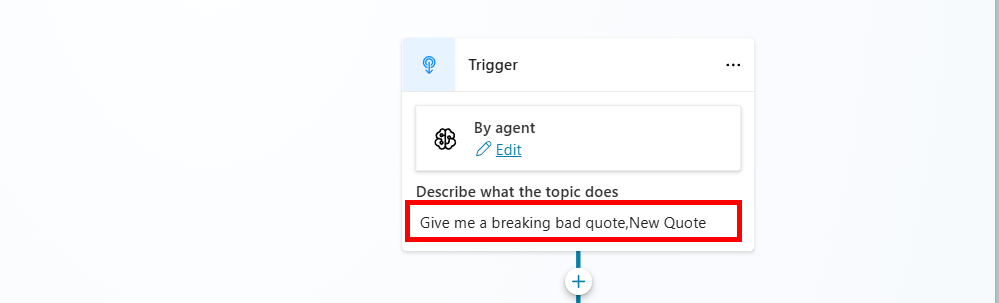 Trigger
By agent
Edit
Describe what the topic does
Give me a breaking bad quote,New Quote